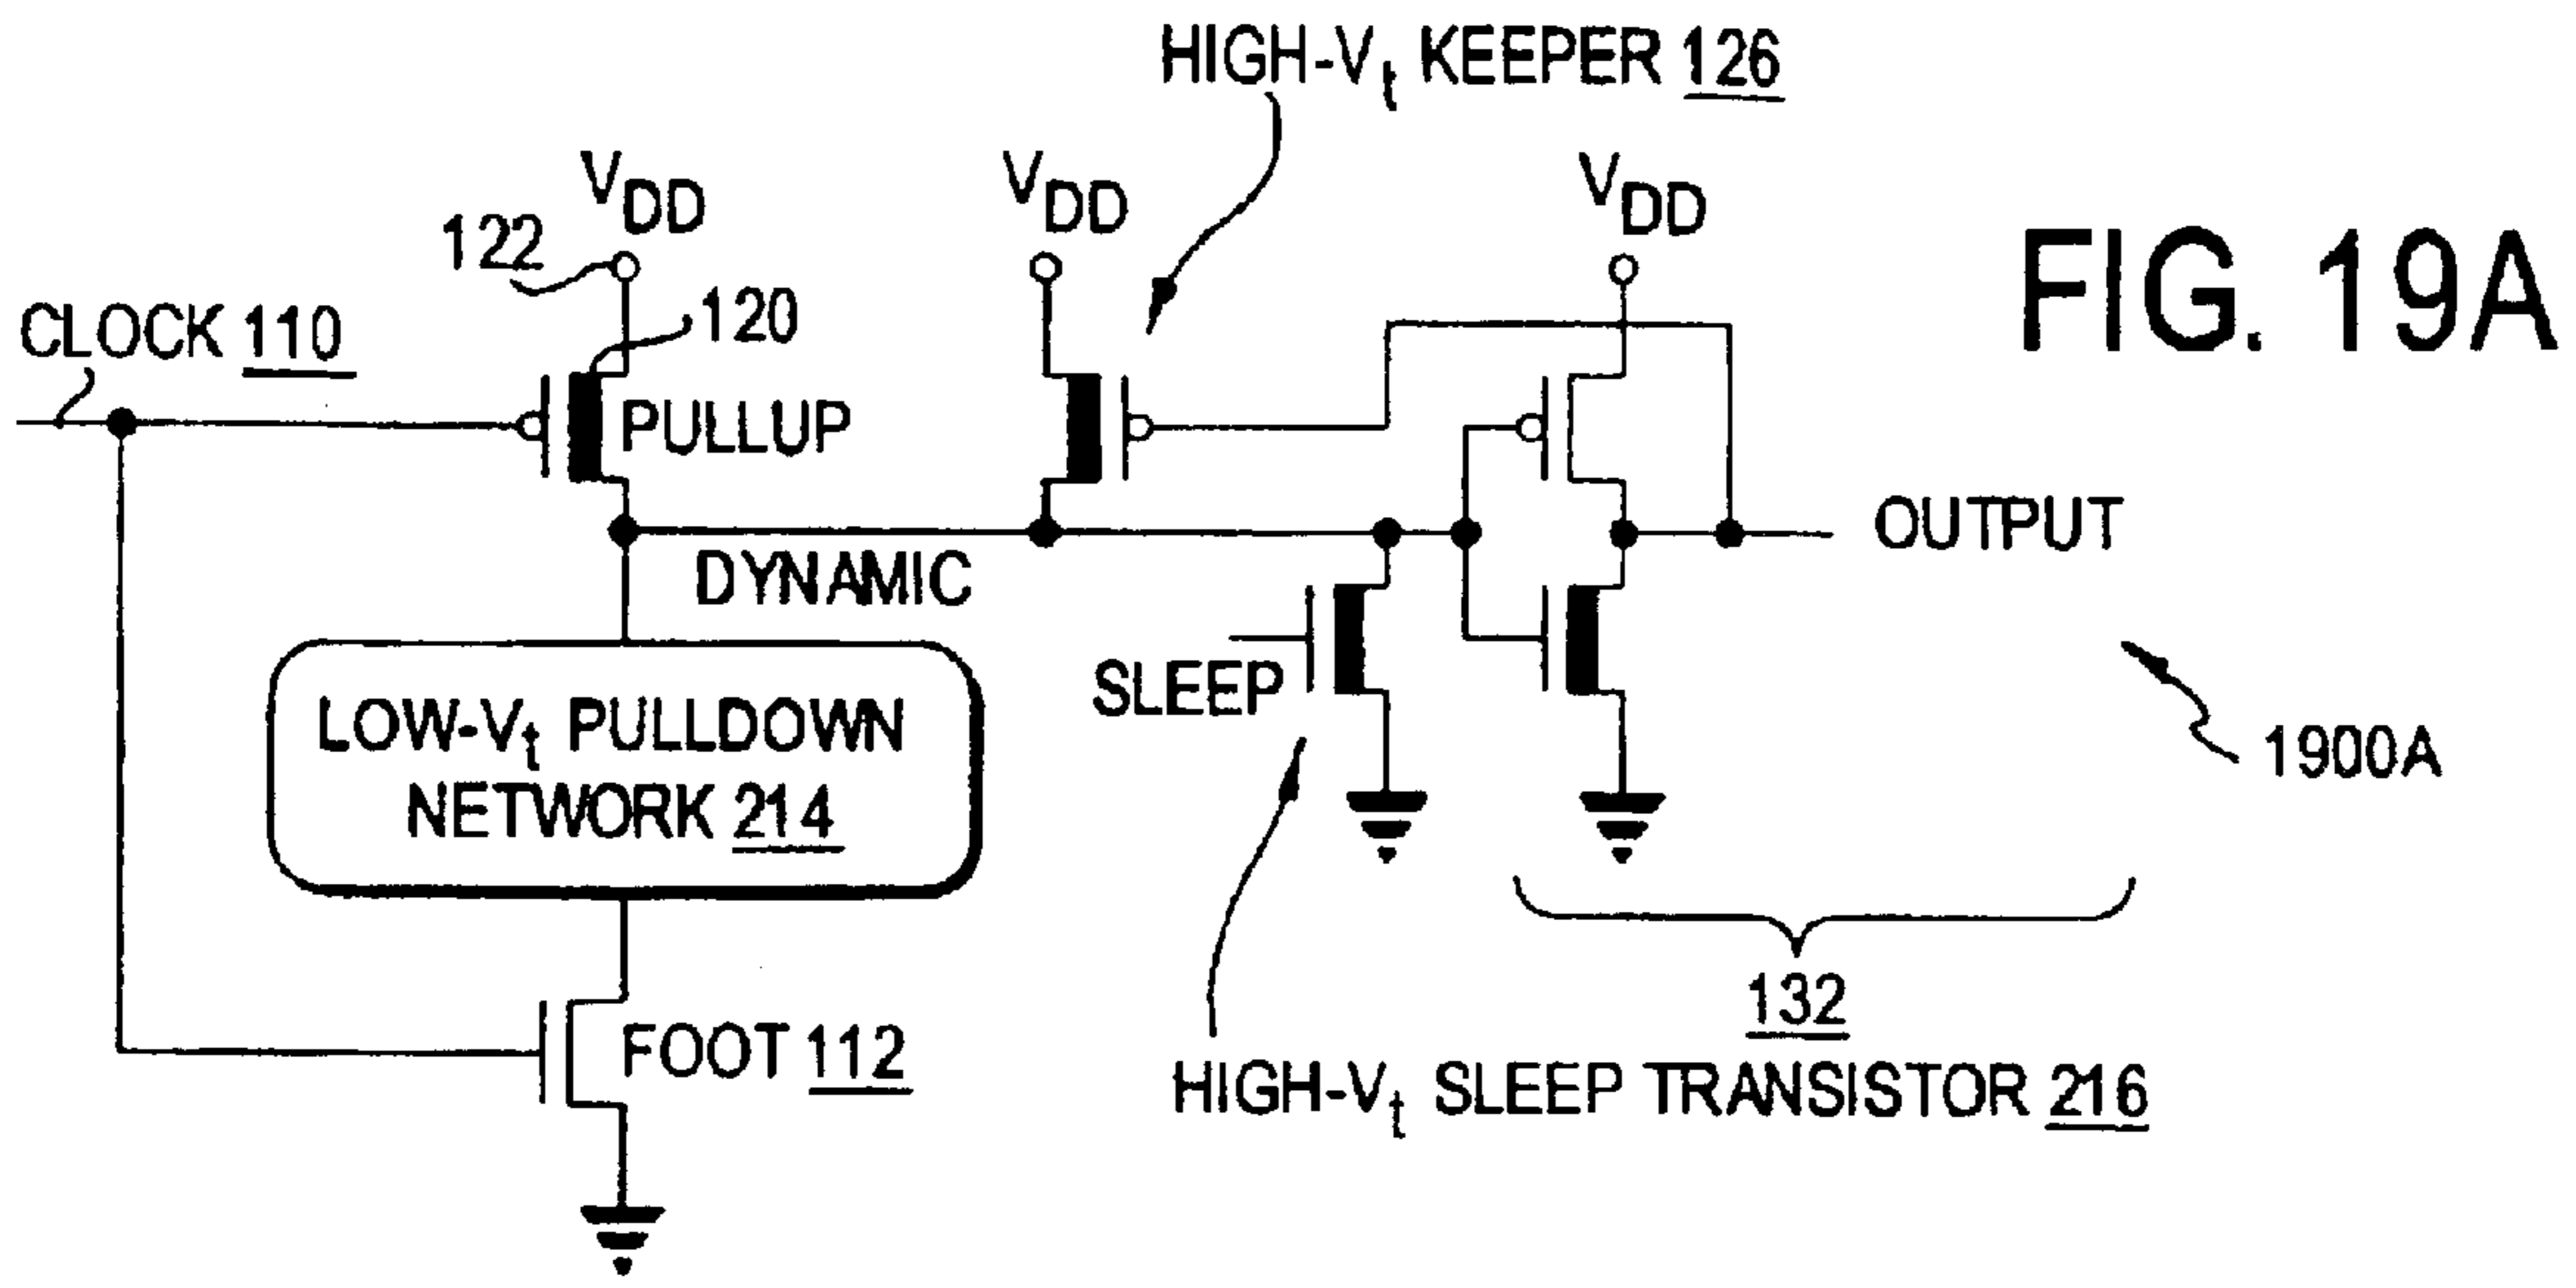 HIGH-Vt KEEPER 126
VDD
VDD
VDD
122
FIG. 19A
CLOCK 110
120
PULLUP
OUTPUT
DYNAMIC
SLEEP
LOW-Vt PULLDOWN
NETWORK 214
1900A
132
FOOT 112
HIGH-Vt SLEEP TRANSISTOR 216